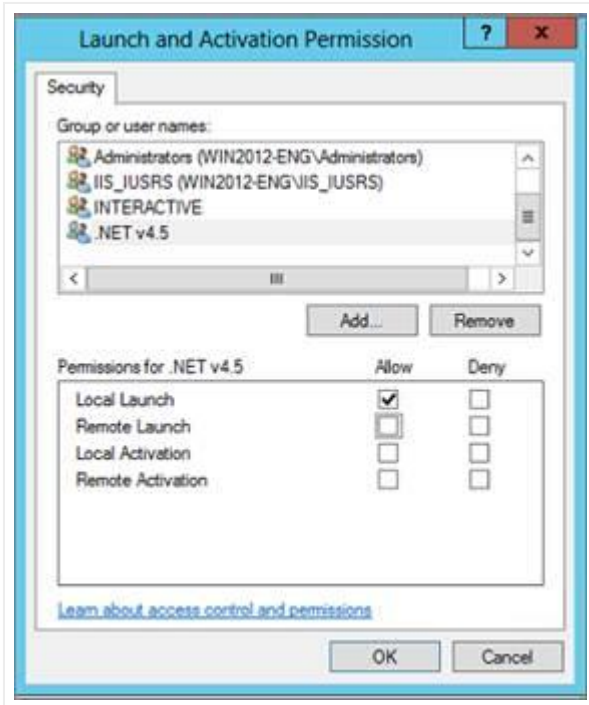 Launch and Activation Permission
? x
Security
Group or user names:
Administrators (WIN2012-ENG\Administrators)
IIS_IUSRS (WIN2012-ENG\IIS_IUSRS)
INTERACTIVE
.NET v4.5
Add... Remove
Permissions for .NET v4.5 Allow Deny
Local Launch
Remote Launch
Local Activation
Remote Activation
Learn about access control and permissions
OK Cancel